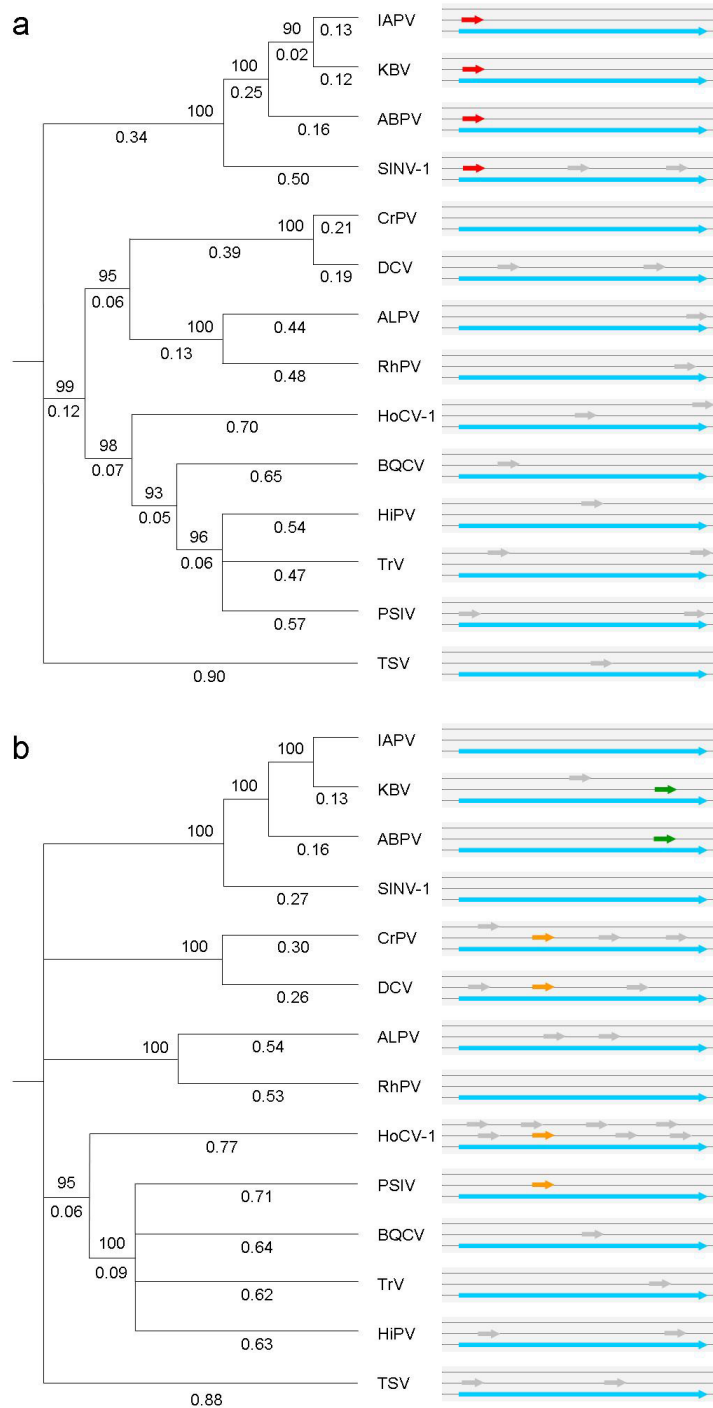 a
90 0.13 IAPV
100 0.02
0.12 KBV
100 0.25
0.16 ABPV
0.34
0.50 SINV-1
100 0.21 CrPV
0.39
95 0.19 DCV
0.06
100 0.44 ALPV
0.13
0.48 RhPV
99
0.12
98 0.70 HoCV-1
0.07
93 0.65 BQCV
0.05
96 0.54 HiPV
0.06
0.47 TrV
0.57 PSIV
0.90 TSV
b
100 IAPV
100 0.13 KBV
100 0.16 ABPV
0.27 SINV-1
100 0.30 CrPV
0.26 DCV
100 0.54 ALPV
0.53 RhPV
0.77 HoCV-1
95
0.06
0.71 PSIV
100 0.64 BQCV
0.09
0.62 TrV
0.63 HiPV
0.88 TSV